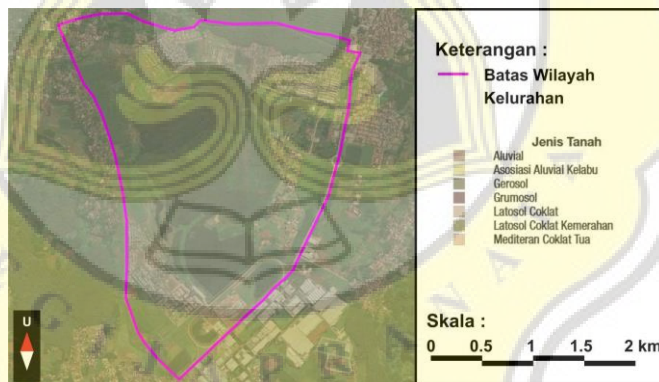 Keterangan :
Batas Wilayah
Kelurahan
Jenis Tanah
Aluvial
Asosiasi Aluvial Kelabu
Gerosol
Grumosol
Latosol Coklat
Latosol Coklat Kemerahan
Mediteran Coklat Tua
U
Skala :
0 0.5 1 1.5 2 km